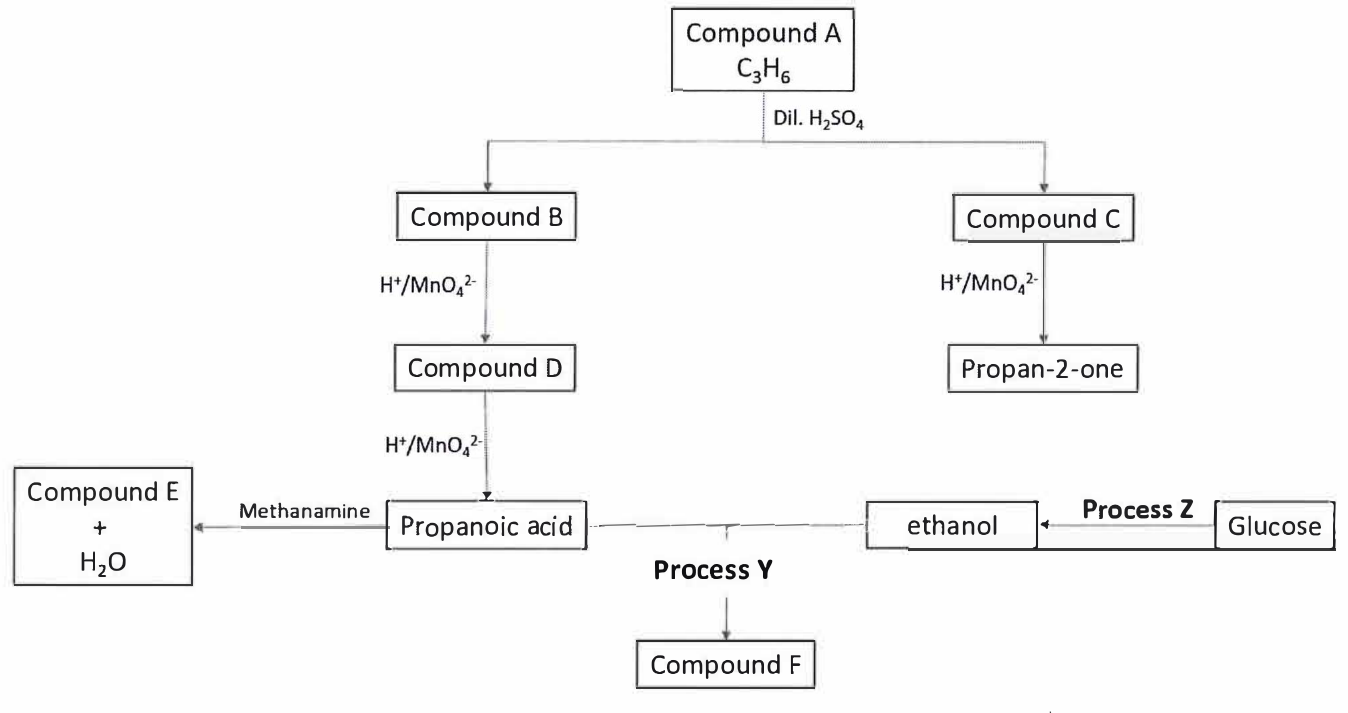 Compound A
C₃H₆
Dil. H₂SO₄
Compound B
Compound C
H⁺/MnO₄²⁻
H⁺/MnO₄²⁻
Compound D
Propan-2-one
H⁺/MnO₄²⁻
Compound E
+
H₂O
Methanamine
Propanoic acid
ethanol
Process Z
Glucose
Process Y
Compound F